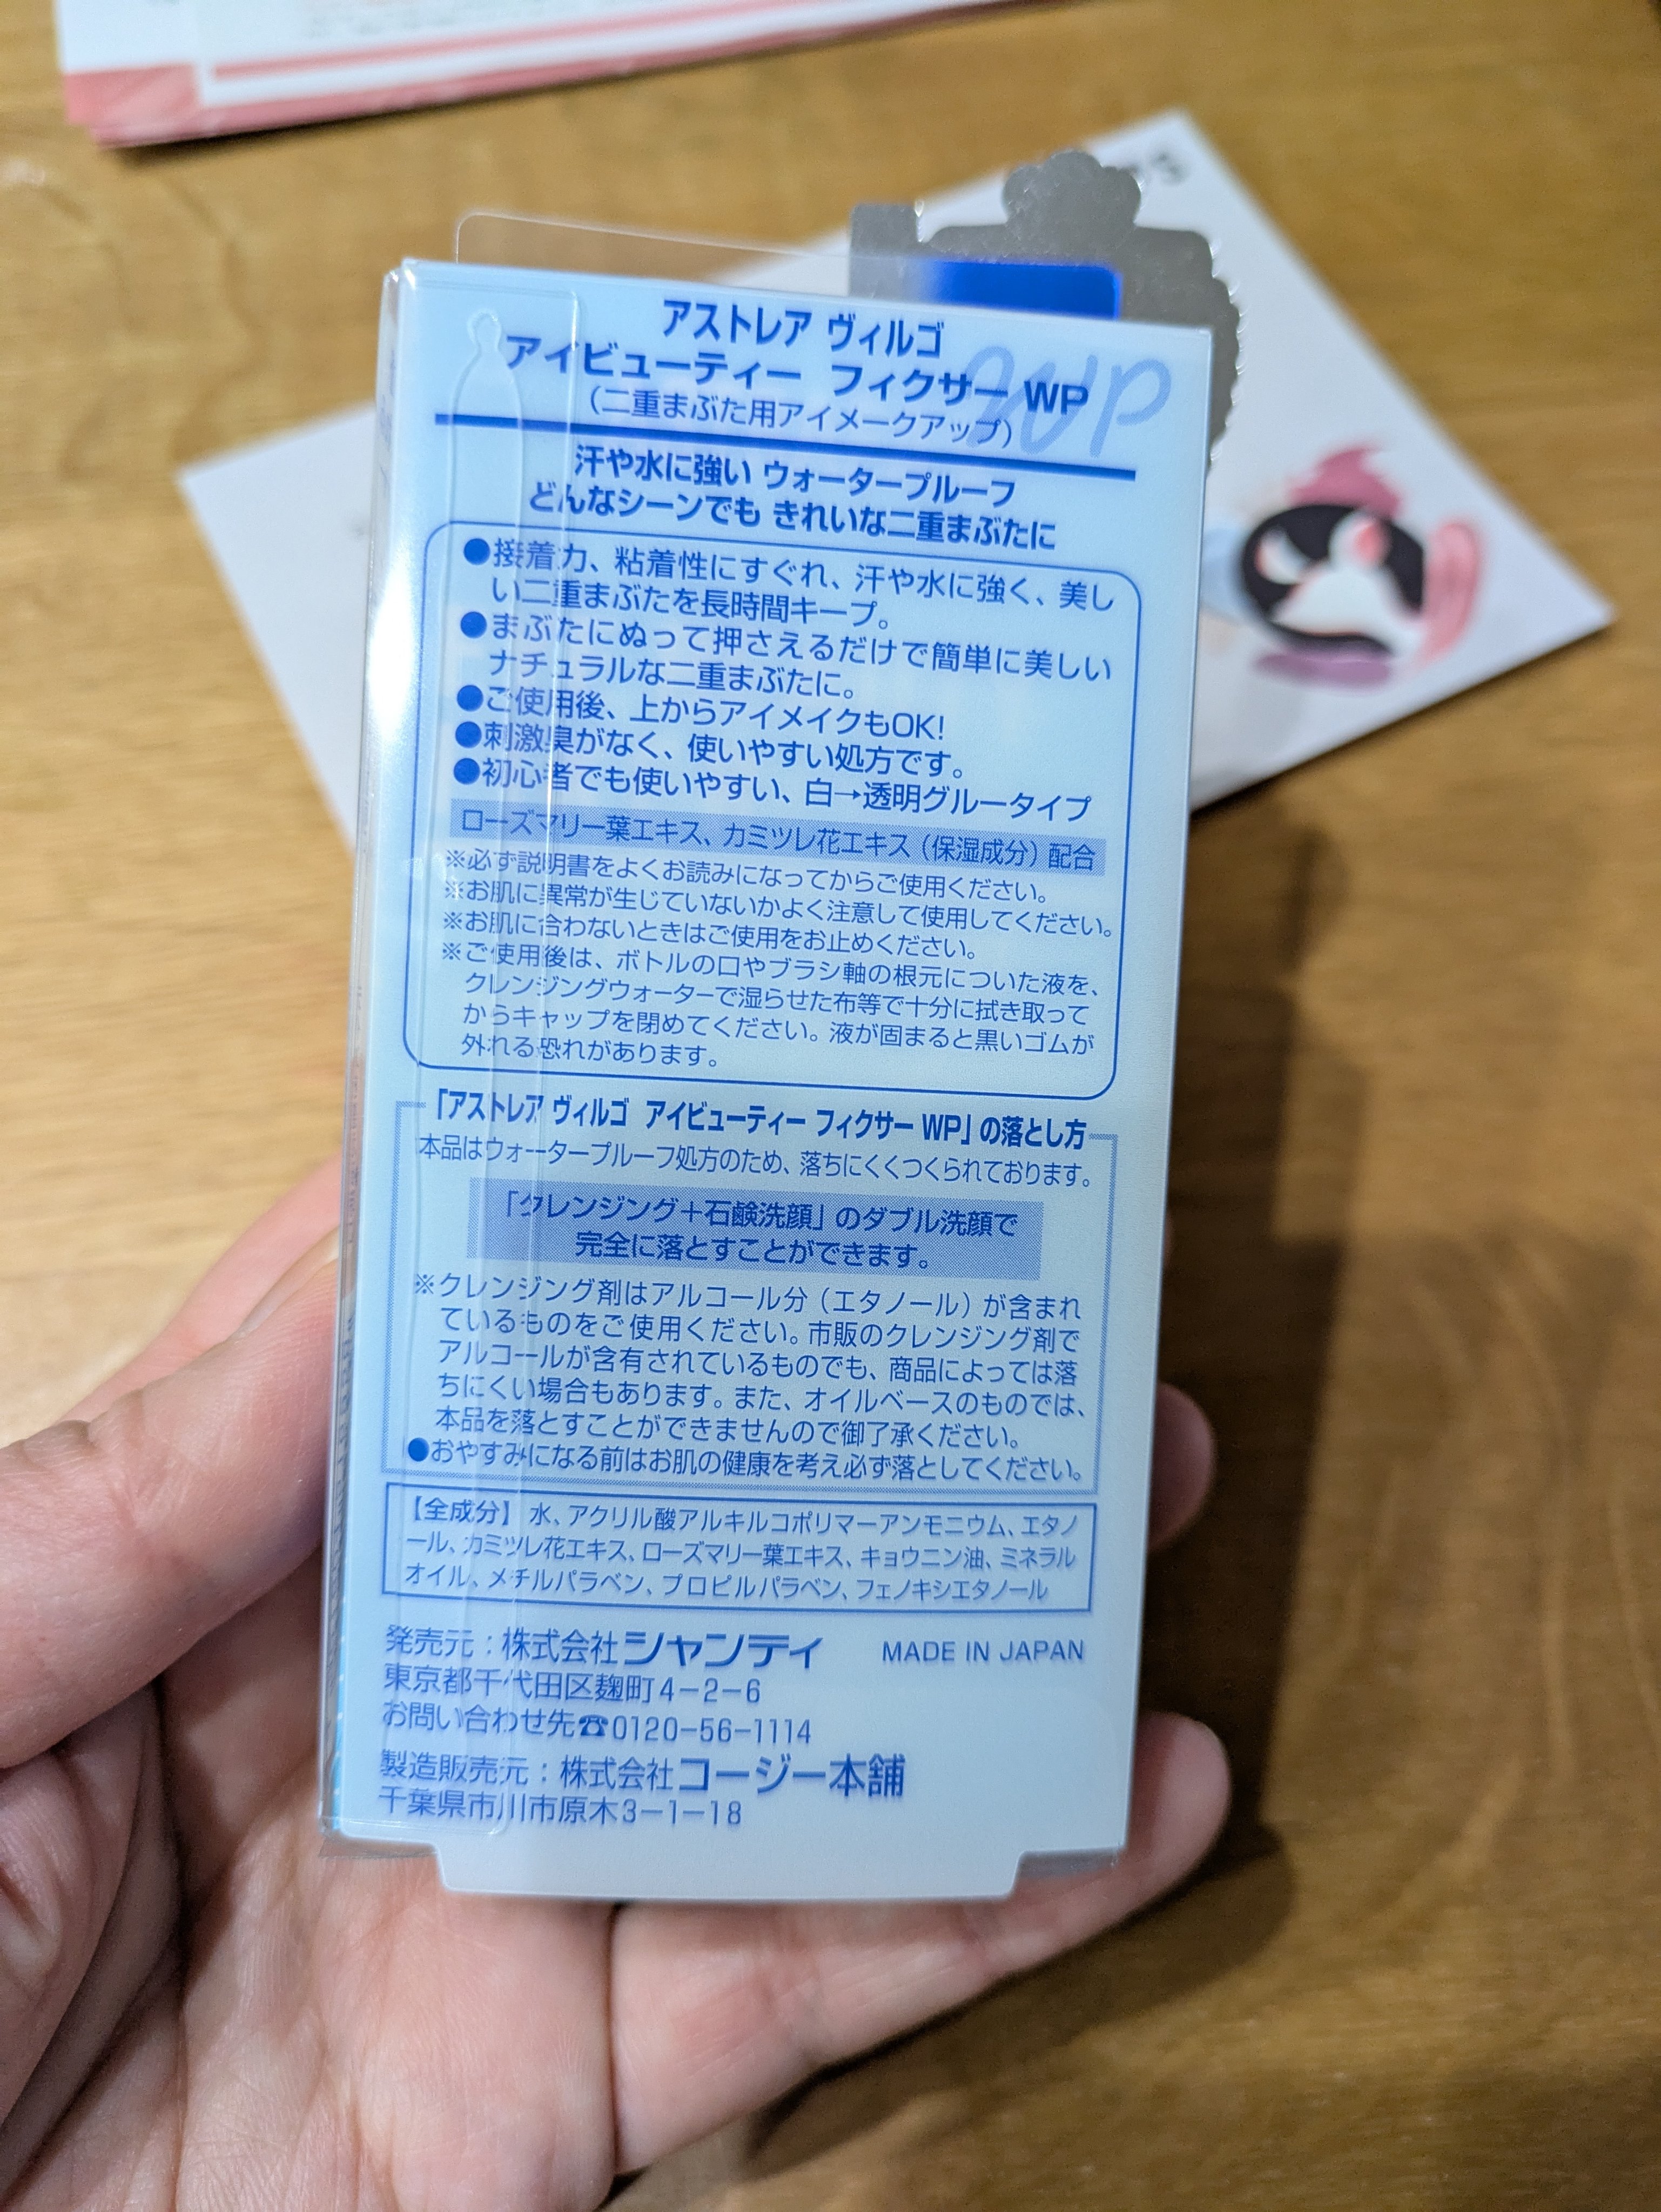 アストレア ヴィルゴ
アイビューティー フィクサー WP
（二重まぶた用アイメークアップ）
汗や水に強い ウォータープルーフ
どんなシーンでも きれいな二重まぶたに
●接着力、粘着性にすぐれ、汗や水に強く、美し
い二重まぶたを長時間キープ。
●まぶたにぬって押さえるだけで簡単に美しい
ナチュラルな二重まぶたに。
●ご使用後、上からアイメイクもOK!
●刺激臭がなく、使いやすい処方です。
●初心者でも使いやすい、白→透明グルータイプ
ローズマリー葉エキス、カミツレ花エキス（保湿成分）配合
※必ず説明書をよくお読みになってからご使用ください。
※お肌に異常が生じていないかよく注意して使用してください。
※お肌に合わないときはご使用をお止めください。
※ご使用後は、ボトルの口やブラシ軸の根元についた液を、
クレンジングウォーターで湿らせた布等で十分に拭き取って
からキャップを閉めてください。液が固まると黒いゴムが
外れる恐れがあります。
「アストレア ヴィルゴ アイビューティー フィクサー WP」の落とし方
本品はウォータープルーフ処方のため、落ちにくくつくられております。
「クレンジング＋石鹸洗顔」のダブル洗顔で
完全に落とすことができます。
※クレンジング剤はアルコール分（エタノール）が含まれ
ているものをご使用ください。市販のクレンジング剤で
アルコールが含有されているものでも、商品によっては落
ちにくい場合もあります。また、オイルベースのものでは、
本品を落とすことができませんので御了承ください。
●おやすみになる前はお肌の健康を考え必ず落としてください。
【全成分】水、アクリル酸アルキルコポリマーアンモニウム、エタノ
ール、カミツレ花エキス、ローズマリー葉エキス、キョウニン油、ミネラル
オイル、メチルパラベン、プロピルパラベン、フェノキシエタノール
発売元：株式会社シャンティ MADE IN JAPAN
東京都千代田区麹町4−2−6
お問い合わせ先☎0120−56−1114
製造販売元：株式会社コージー本舗
千葉県市川市原木3−1−18